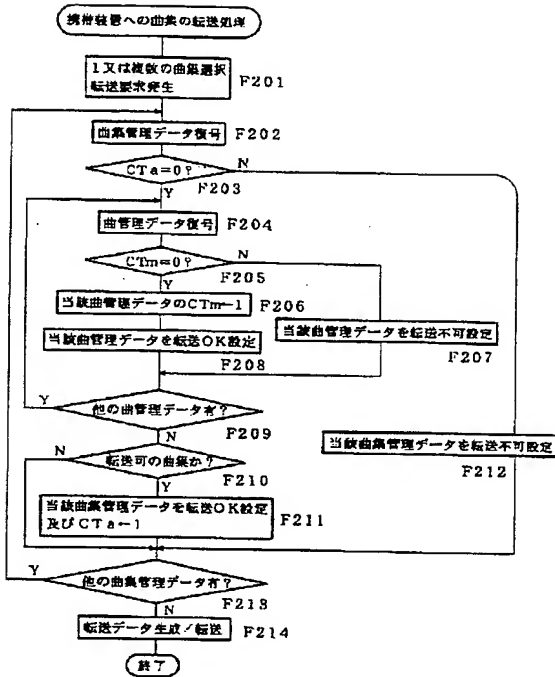 携帯装置への曲集の転送処理
1又は複数の曲集選択
転送要求発生
F201
曲集管理データ復号
F202
CTa=0?
N
Y
F203
曲管理データ復号
F204
CTm=0?
N
Y
F205
当該曲管理データのCTm←1
F206
当該曲管理データを転送不可設定
F207
当該曲管理データを転送OK設定
F208
Y
他の曲管理データ有?
N
F209
N
転送可の曲集か?
Y
F210
当該曲集管理データを転送不可設定
F212
当該曲集管理データを転送OK設定
及びCTa←1
F211
Y
他の曲集管理データ有?
N
F213
転送データ生成/転送
F214
終了